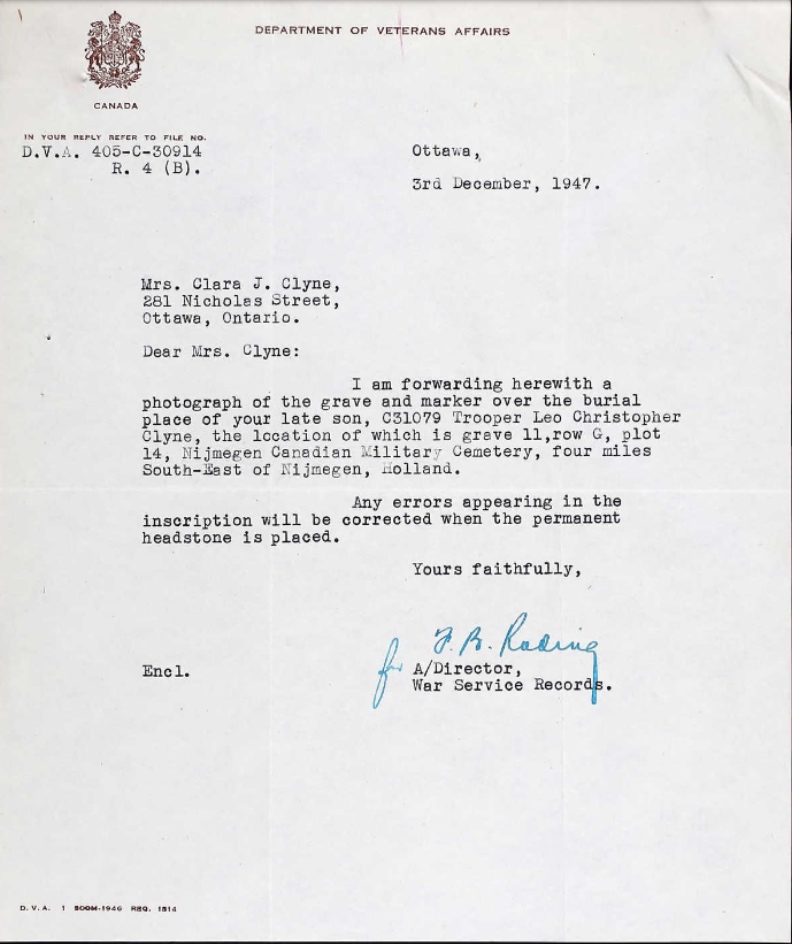 DEPARTMENT OF VETERANS AFFAIRS
CANADA
IN YOUR REPLY REFER TO FILE NO.
D.V.A. 405-C-30914
R. 4 (B).
Ottawa,
3rd December, 1947.
Mrs. Clara J. Clyne,
281 Nicholas Street,
Ottawa, Ontario.
Dear Mrs. Clyne:
I am forwarding herewith a
photograph of the grave and marker over the burial
place of your late son, C31079 Trooper Leo Christopher
Clyne, the location of which is grave 11,row G, plot
14, Nijmegen Canadian Military Cemetery, four miles
South-East of Nijmegen, Holland.
Any errors appearing in the
inscription will be corrected when the permanent
headstone is placed.
Yours faithfully,
F. B.
for A/Director,
Encl.
War Service Records.
D.V.A. 1 500M-1946 REQ. 1814